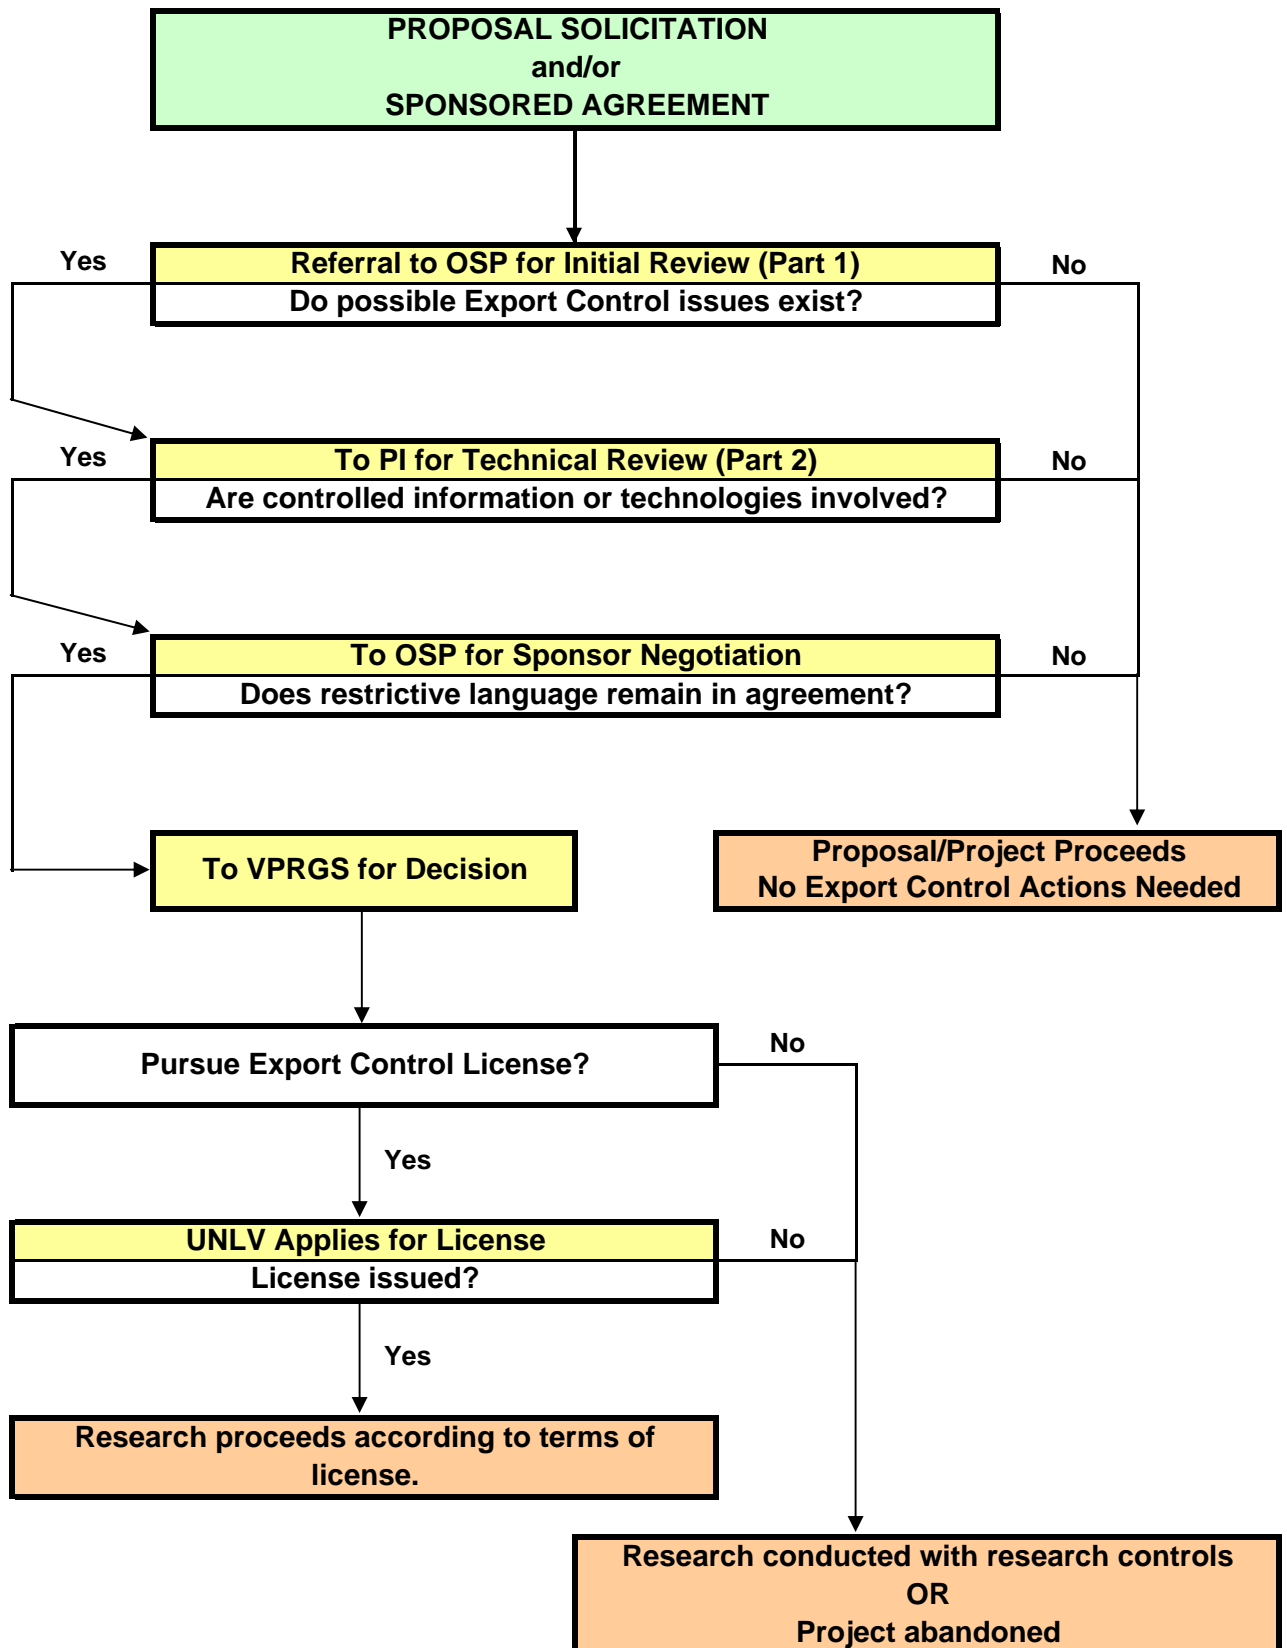 PROPOSAL SOLICITATION
and/or
SPONSORED AGREEMENT
Yes
Referral to OSP for Initial Review (Part 1)
No
Do possible Export Control issues exist?
Yes
To PI for Technical Review (Part 2)
No
Are controlled information or technologies involved?
Yes
To OSP for Sponsor Negotiation
No
Does restrictive language remain in agreement?
To VPRGS for Decision
Proposal/Project Proceeds
No Export Control Actions Needed
Pursue Export Control License?
No
Yes
UNLV Applies for License
No
License issued?
Yes
Research proceeds according to terms of
license.
Research conducted with research controls
OR
Project abandoned